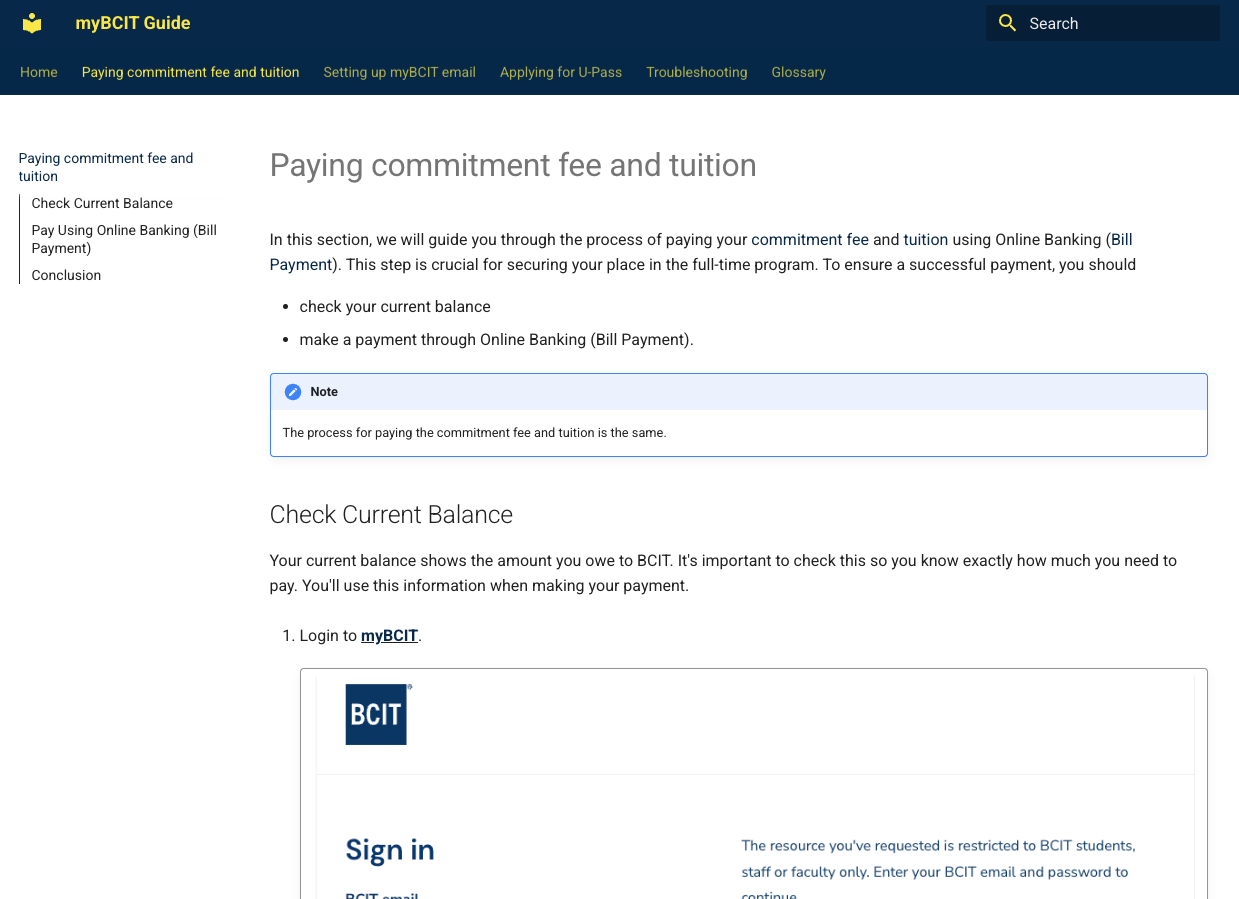 myBCIT Guide
Search
Home
Paying commitment fee and tuition
Setting up myBCIT email
Applying for U-Pass
Troubleshooting
Glossary
Paying commitment fee and
tuition
Check Current Balance
Pay Using Online Banking (Bill
Payment)
Conclusion
Paying commitment fee and tuition
In this section, we will guide you through the process of paying your commitment fee and tuition using Online Banking (Bill
Payment). This step is crucial for securing your place in the full-time program. To ensure a successful payment, you should
• check your current balance
• make a payment through Online Banking (Bill Payment).
Note
The process for paying the commitment fee and tuition is the same.
Check Current Balance
Your current balance shows the amount you owe to BCIT. It's important to check this so you know exactly how much you need to
pay. You'll use this information when making your payment.
1. Login to myBCIT.
BCIT®
Sign in
BCIT email
The resource you've requested is restricted to BCIT students,
staff or faculty only. Enter your BCIT email and password to
continue.